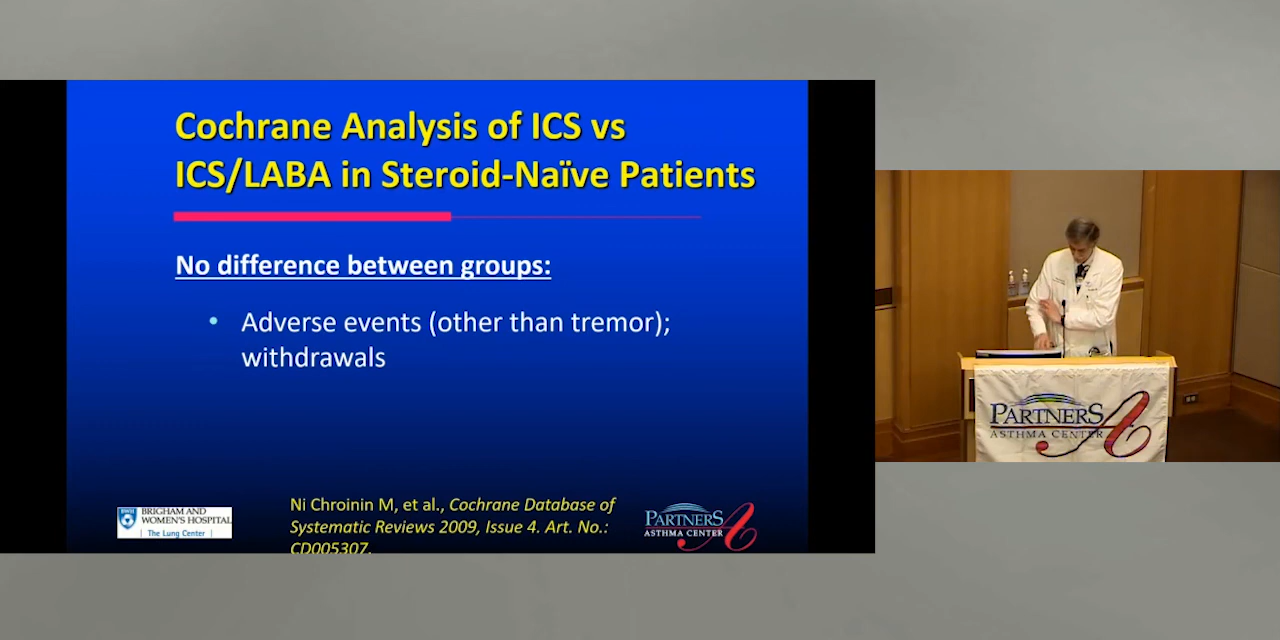 Cochrane Analysis of ICS vs
ICS/LABA in Steroid-Naïve Patients
No difference between groups:
• Adverse events (other than tremor);
withdrawals
BRIGHAM AND
WOMEN'S HOSPITAL
The Lung Center
Ni Chroinin M, et al., Cochrane Database of
Systematic Reviews 2009, Issue 4. Art. No.:
CD005307.
PARTNERS
ASTHMA CENTER
PARTNERS
ASTHMA CENTER